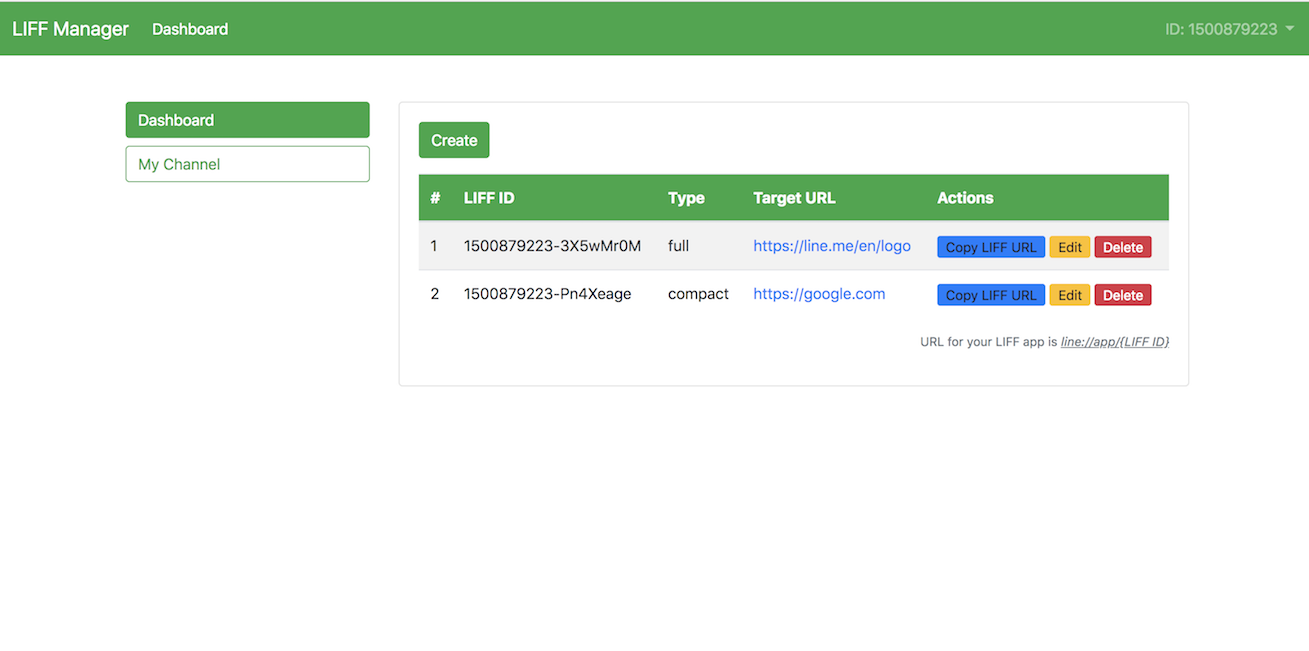 LIFF Manager Dashboard ID: 1500879223
Dashboard
My Channel
Create
# LIFF ID Type Target URL Actions
1 1500879223-3X5wMr0M full https://line.me/en/logo Copy LIFF URL Edit Delete
2 1500879223-Pn4Xeage compact https://google.com Copy LIFF URL Edit Delete
URL for your LIFF app is line://app/{LIFF ID}